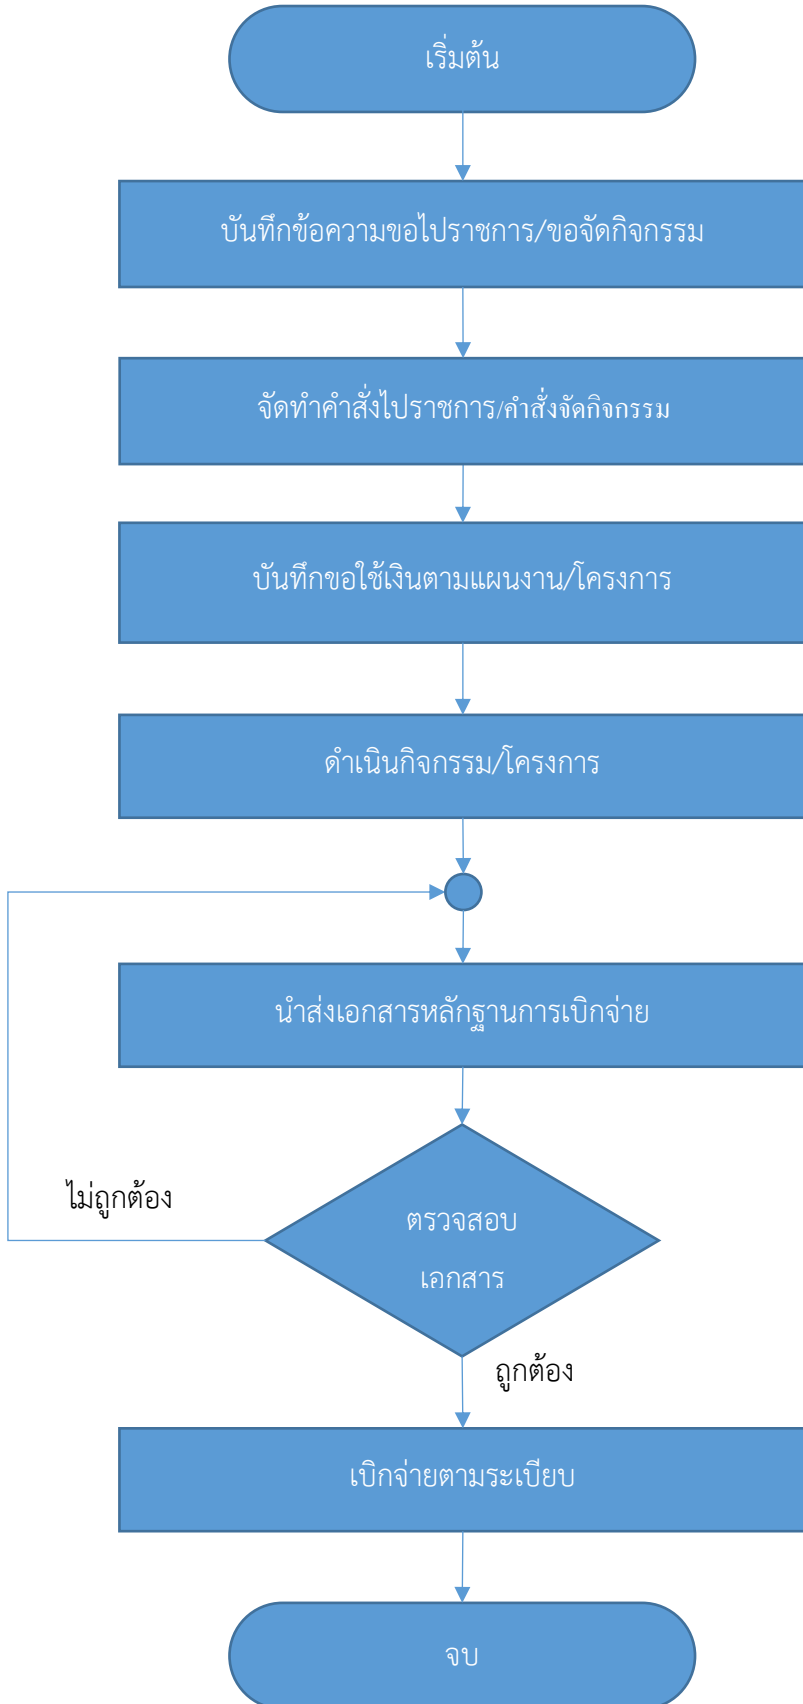 เริ่มต้น
บันทึกข้อความขอไปราชการ/ขอจัดกิจกรรม
จัดทำคำสั่งไปราชการ/คำสั่งจัดกิจกรรม
บันทึกขอใช้เงินตามแผนงาน/โครงการ
ดำเนินกิจกรรม/โครงการ
นำส่งเอกสารหลักฐานการเบิกจ่าย
ไม่ถูกต้อง
ตรวจสอบ
เอกสาร
ถูกต้อง
เบิกจ่ายตามระเบียบ
จบ